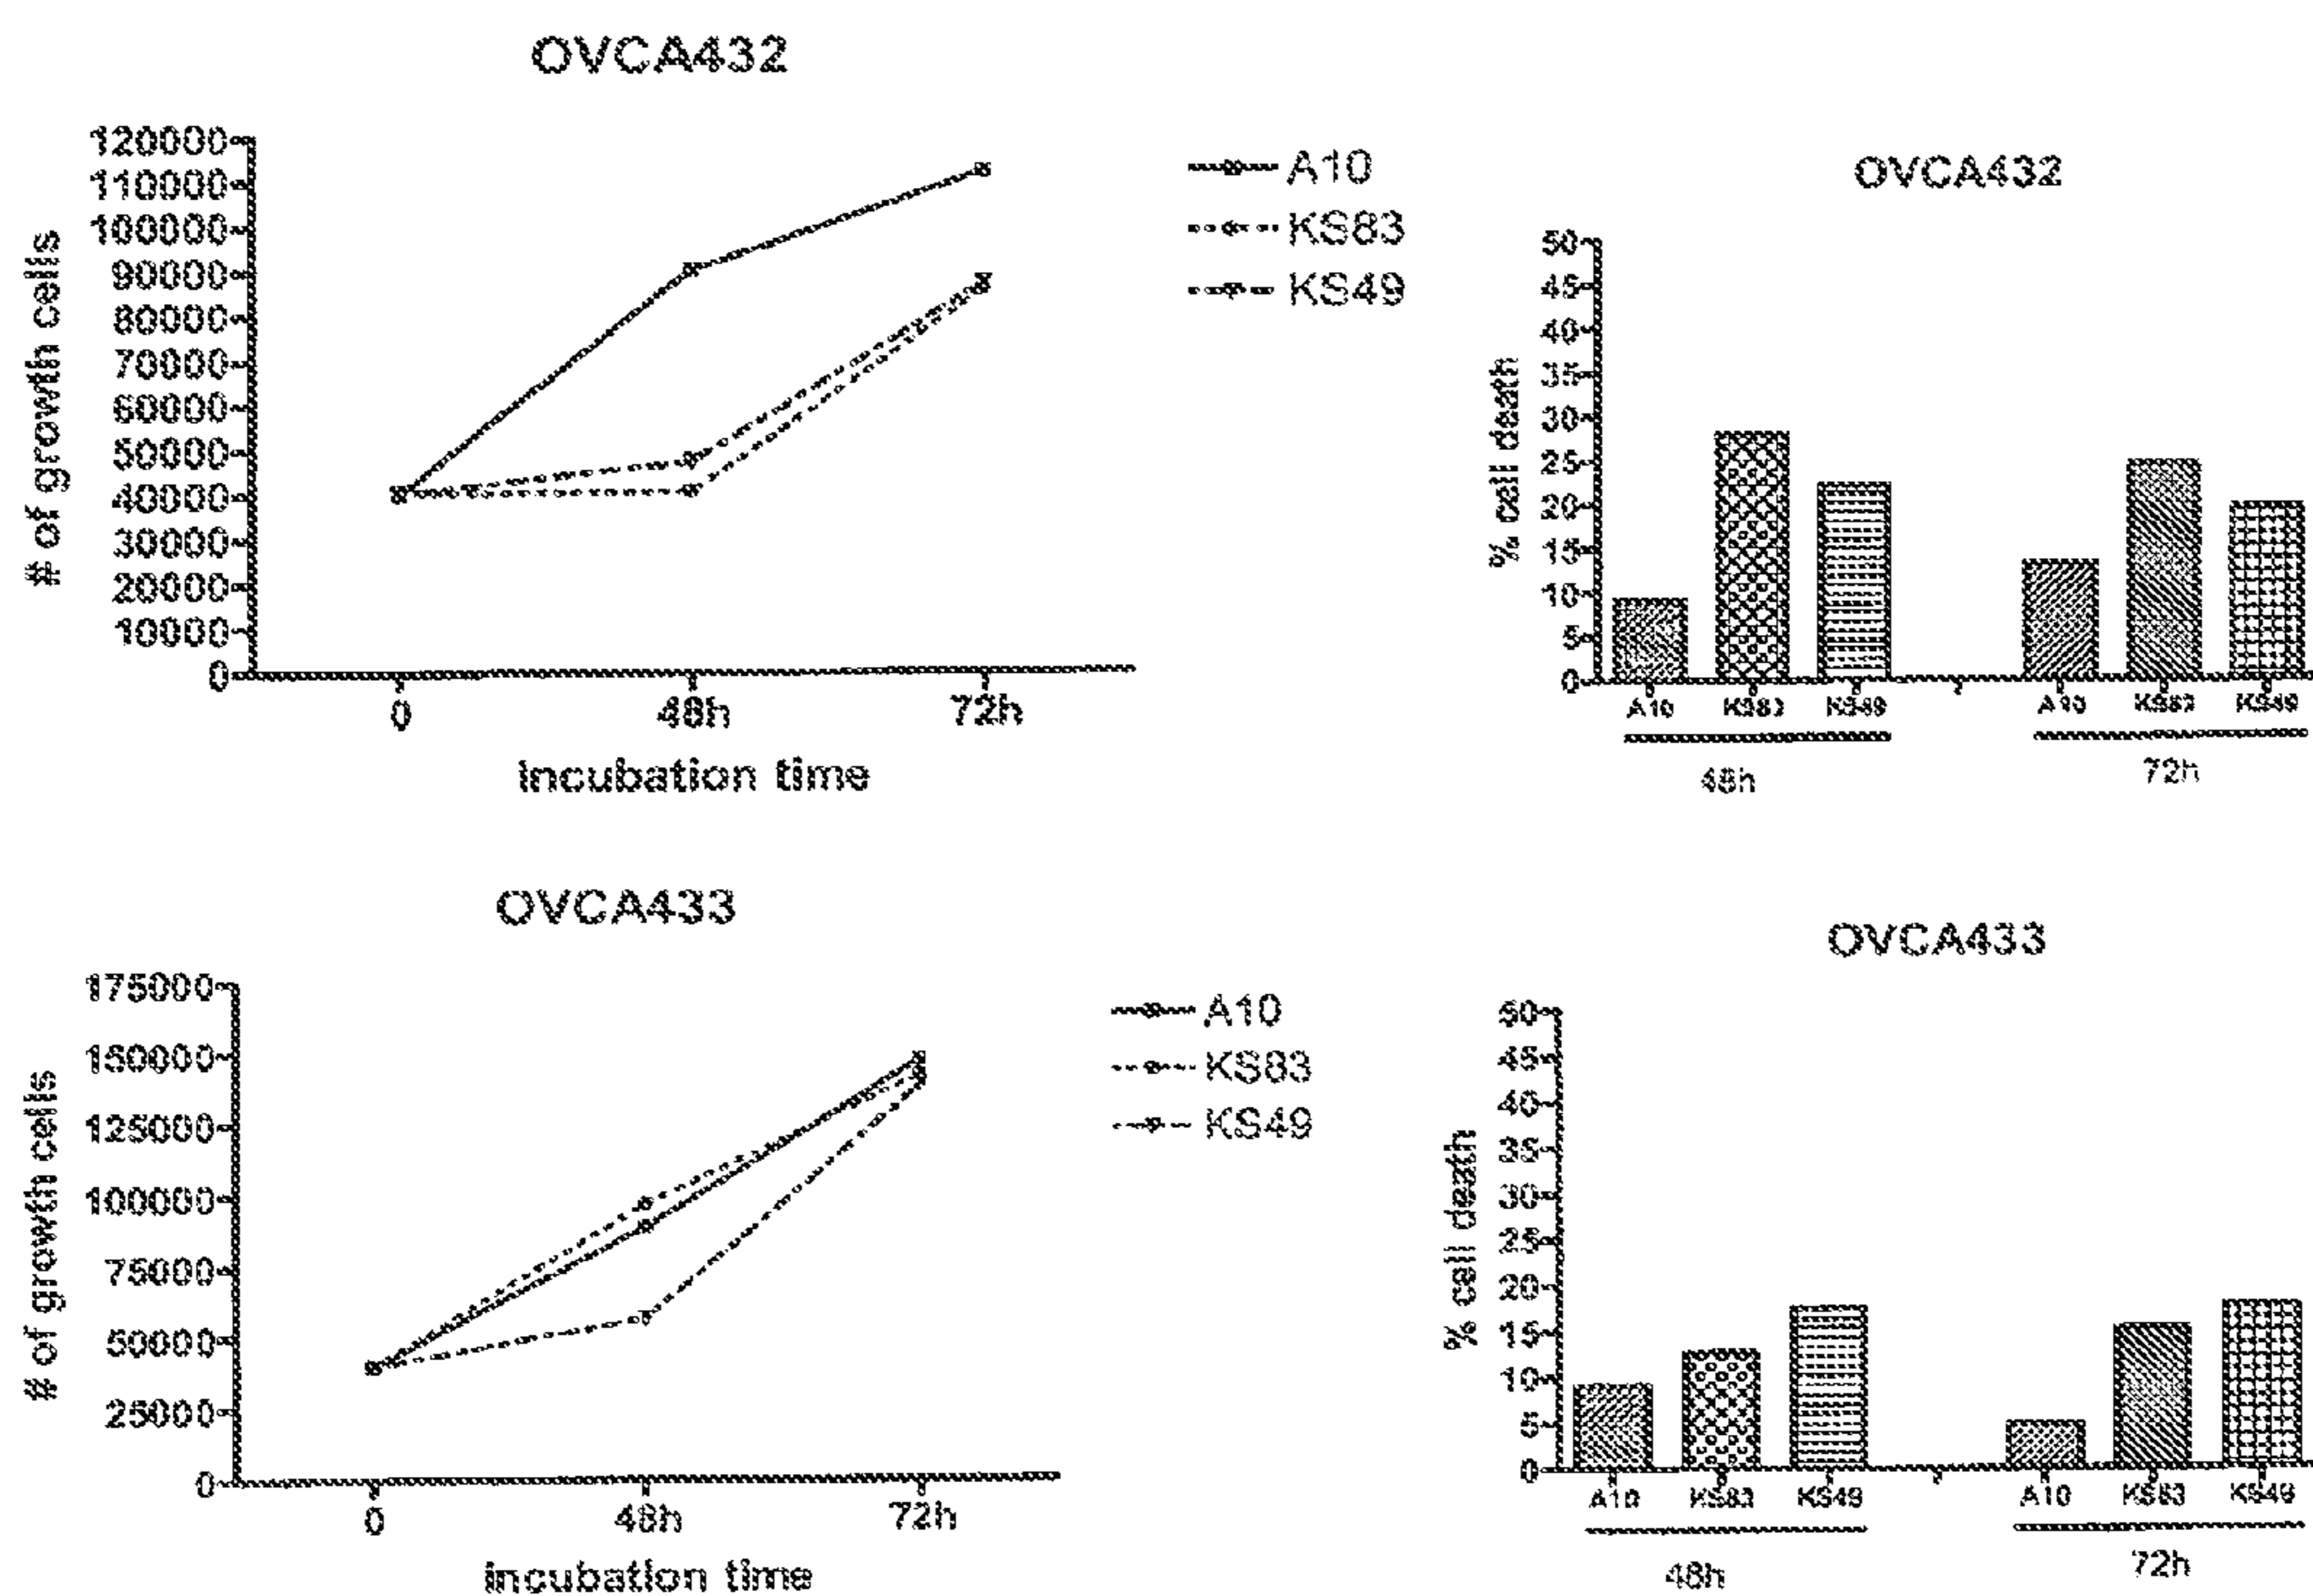 OVCA432
# of growth cells
120000
110000
100000
90000
80000
70000
60000
50000
40000
30000
20000
10000
0
0 48h 72h
Incubation time
A10
KS83
KS49
OVCA432
% cell death
50
45
40
35
30
25
20
15
10
5
0
A10 KS83 KS49 A10 KS83 KS49
48h 72h
OVCA433
# of growth cells
175000
150000
125000
100000
75000
50000
25000
0
0 48h 72h
Incubation time
A10
KS83
KS49
OVCA433
% cell death
50
45
40
35
30
25
20
15
10
5
0
A10 KS83 KS49 A10 KS83 KS49
48h 72h